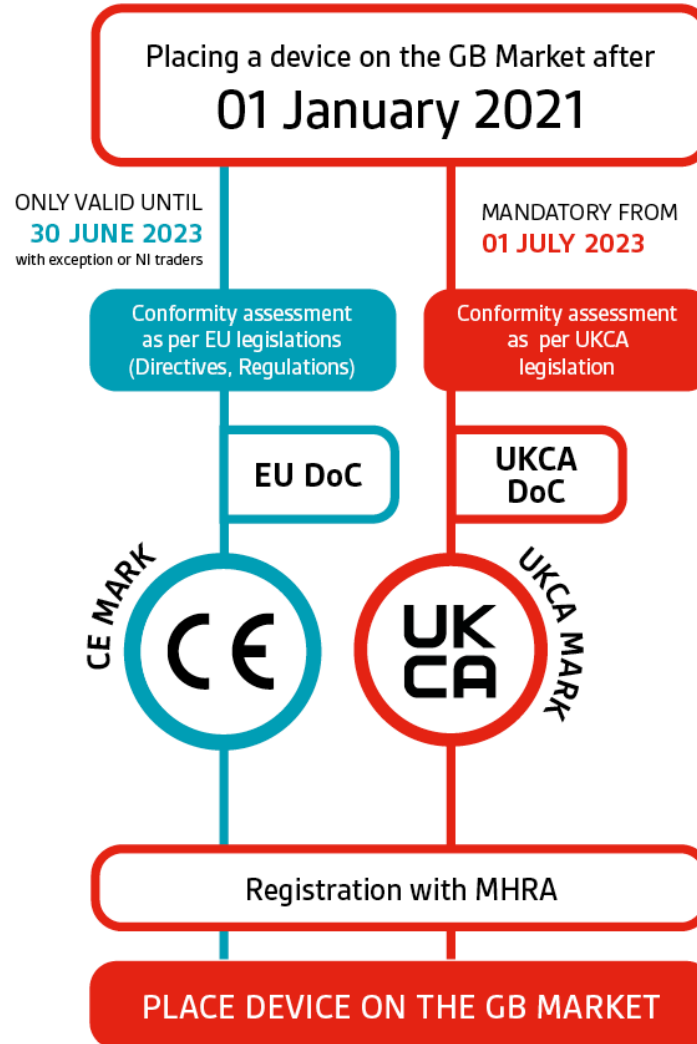 Placing a device on the GB Market after
01 January 2021
ONLY VALID UNTIL
30 JUNE 2023
with exception or NI traders
MANDATORY FROM
01 JULY 2023
Conformity assessment
as per EU legislations
(Directives, Regulations)
Conformity assessment
as per UKCA
legislation
EU DoC
UKCA
DoC
CE MARK
CE
UKCA MARK
UK
CA
Registration with MHRA
PLACE DEVICE ON THE GB MARKET